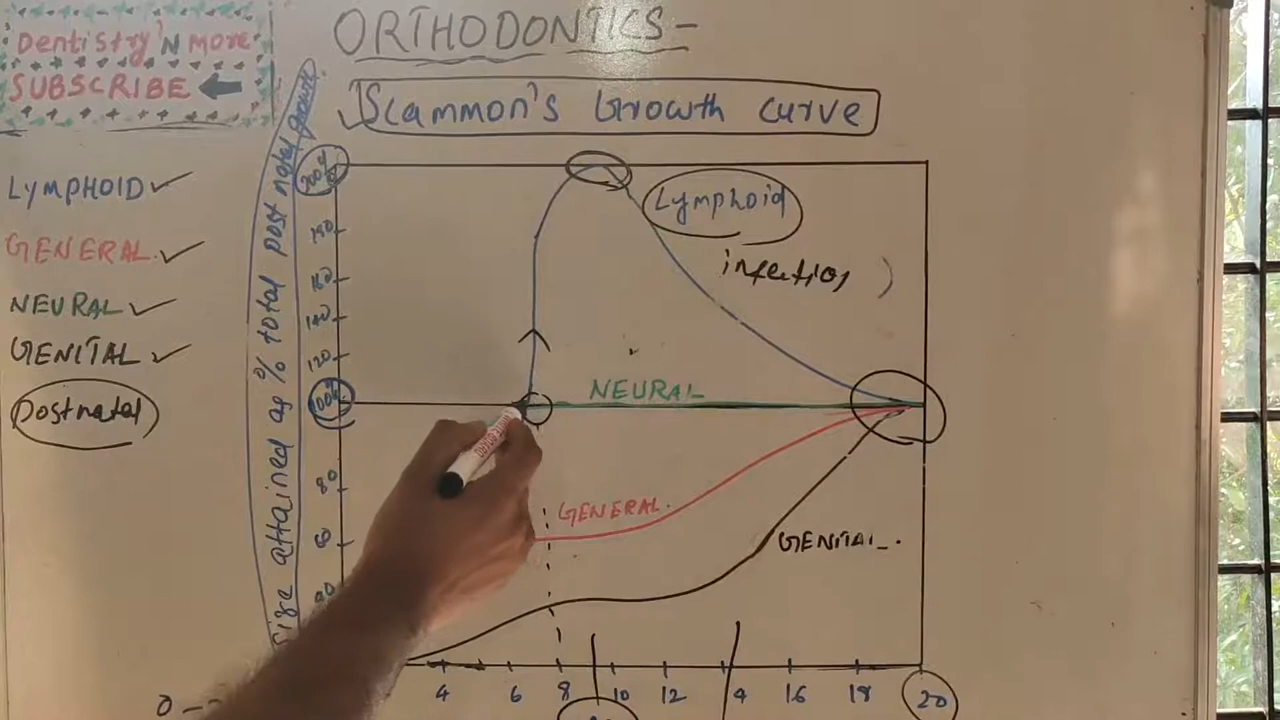 Dentistry'N more
SUBSCRIBE
ORTHODONTICS-
Scammon's Growth curve
LYMPHOID
GENERAL
NEURAL
GENITAL
Postnatal
Size attained as % total post natal growth
200%
180
160
140
120
100%
80
60
Lymphoid
infection
NEURAL
GENERAL.
GENITAL.
4 6 8 10 12 14 16 18 20